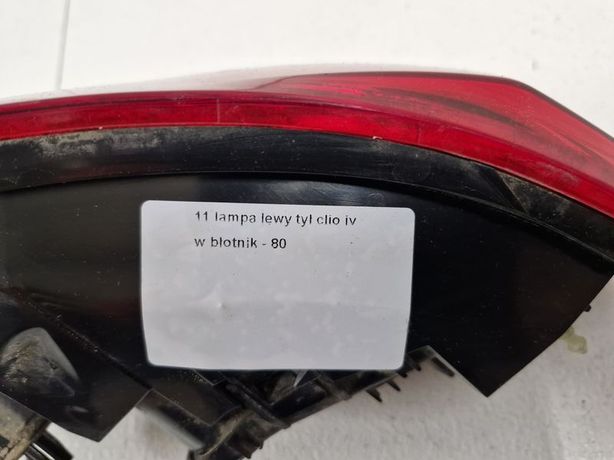 11 lampa lewy tył clio iv
w błotnik - 80